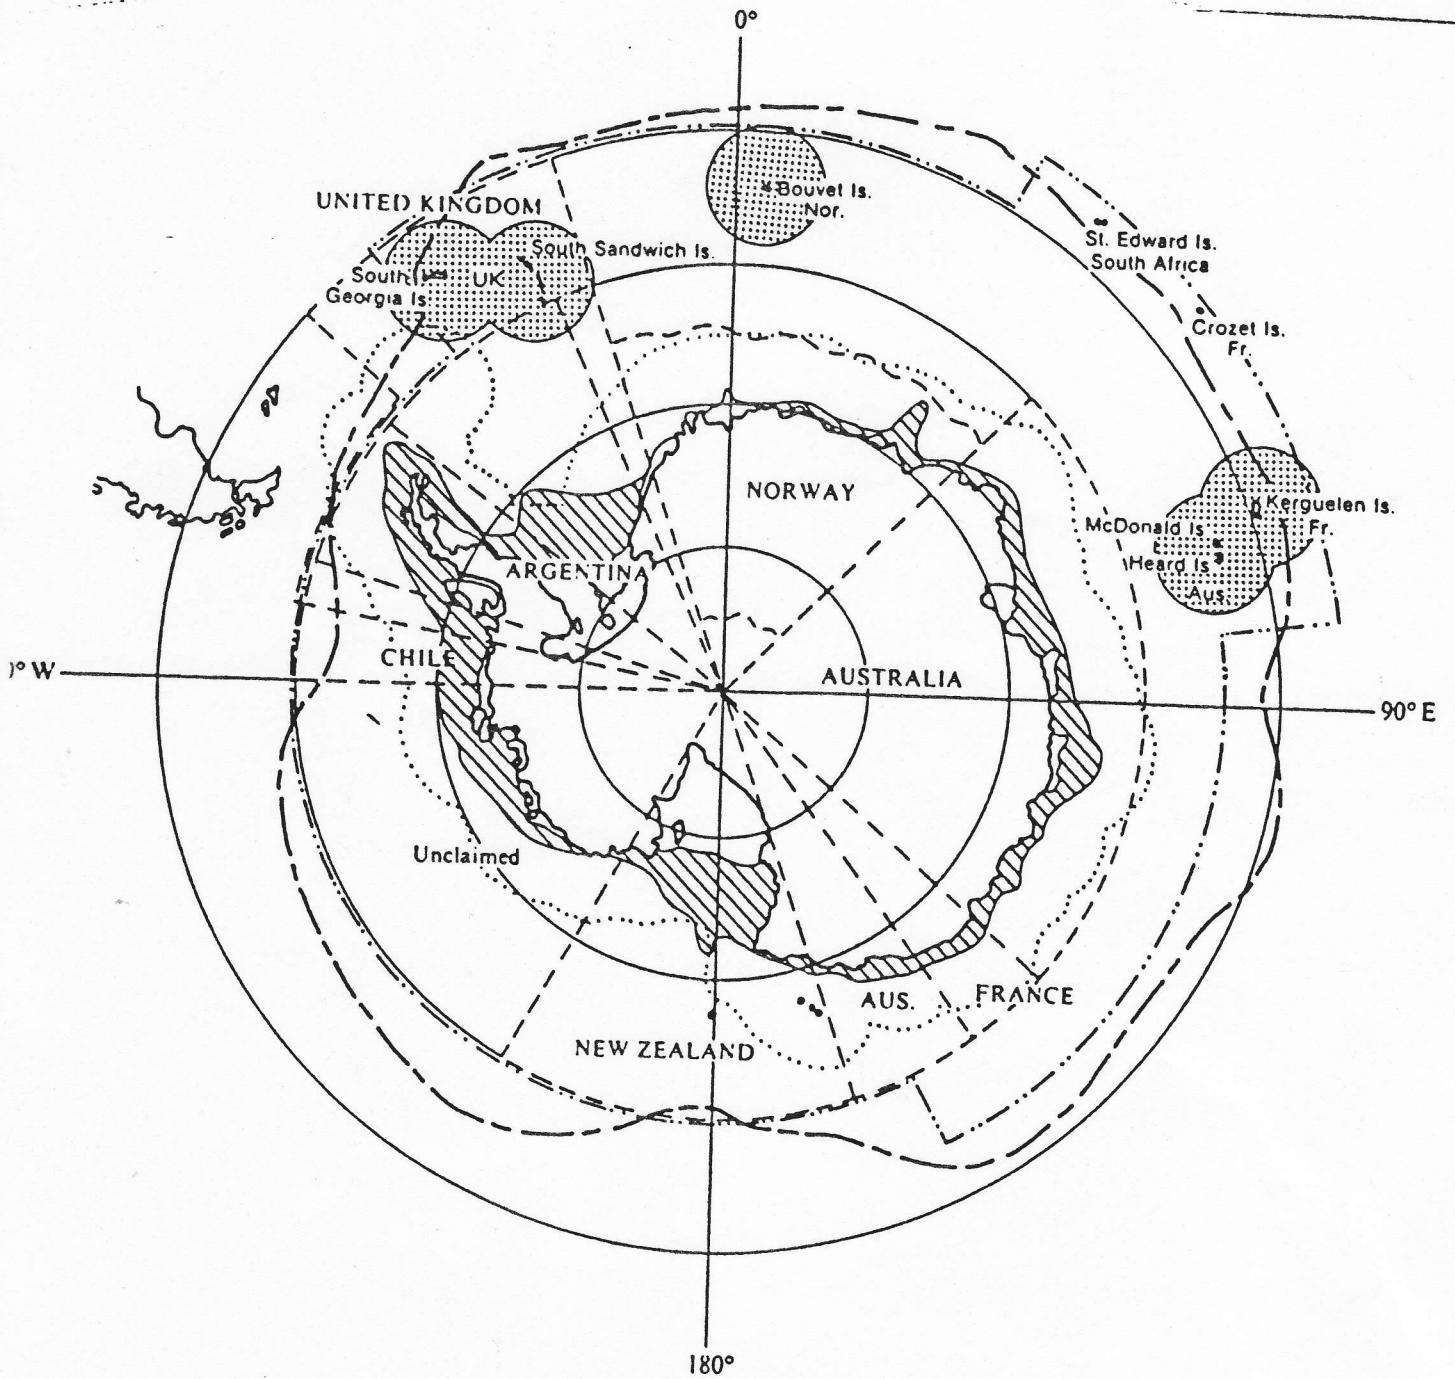 0°
UNITED KINGDOM
Bouvet Is.
Nor.
South Sandwich Is.
South
Georgia Is
UK
St. Edward Is.
South Africa
Crozet Is.
Fr.
NORWAY
Kerguelen Is.
Fr.
McDonald Is
Heard Is
Aus
ARGENTINA
CHILE
)° W
AUSTRALIA
90° E
Unclaimed
AUS.
FRANCE
NEW ZEALAND
180°